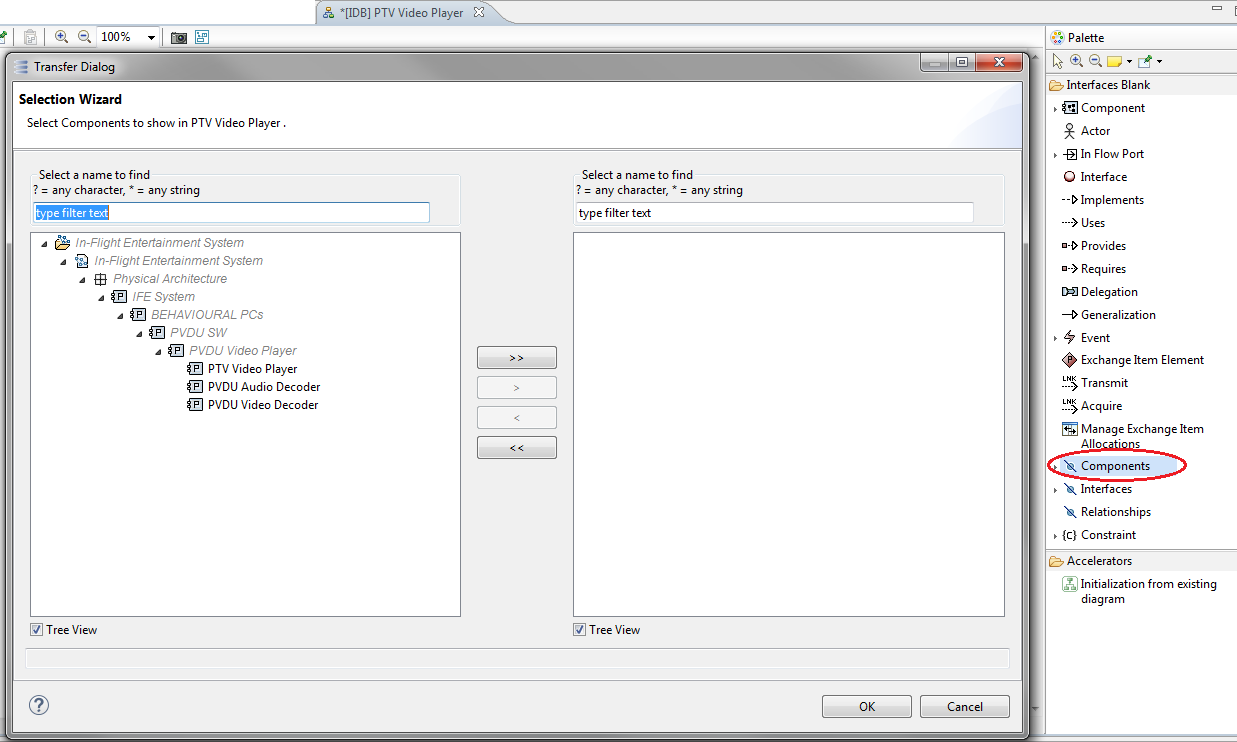 *[IDB] PTV Video Player
100%
Transfer Dialog
Selection Wizard
Select Components to show in PTV Video Player .
Select a name to find
? = any character, * = any string
type filter text
In-Flight Entertainment System
In-Flight Entertainment System
Physical Architecture
P IFE System
P BEHAVIOURAL PCs
P PVDU SW
P PVDU Video Player
P PTV Video Player
P PVDU Audio Decoder
P PVDU Video Decoder
Tree View
>>
>
<
<<
Select a name to find
? = any character, * = any string
type filter text
Tree View
?
OK
Cancel
Palette
Interfaces Blank
Component
Actor
In Flow Port
Interface
Implements
Uses
Provides
Requires
Delegation
Generalization
Event
P Exchange Item Element
LNK Transmit
LNK Acquire
Manage Exchange Item
Allocations
Components
Interfaces
Relationships
{c} Constraint
Accelerators
Initialization from existing
diagram